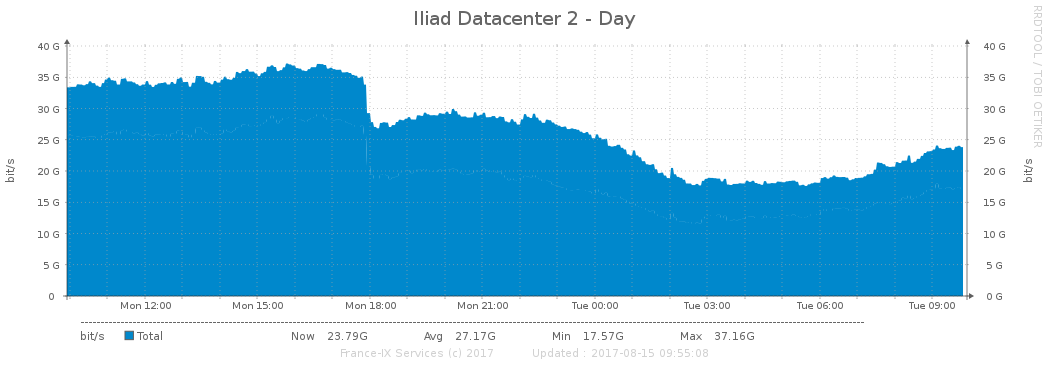 Iliad Datacenter 2 - Day
RRDTOOL / TOBI OETIKER
40 G 40 G
35 G 35 G
30 G 30 G
25 G 25 G
20 G 20 G
15 G 15 G
10 G 10 G
5 G 5 G
0 0 G
bit/s bit/s
Mon 12:00 Mon 15:00 Mon 18:00 Mon 21:00 Tue 00:00 Tue 03:00 Tue 06:00 Tue 09:00
bit/s Total Now 23.79G Avg 27.17G Min 17.57G Max 37.16G
France-IX Services (c) 2017 Updated : 2017-08-15 09:55:08